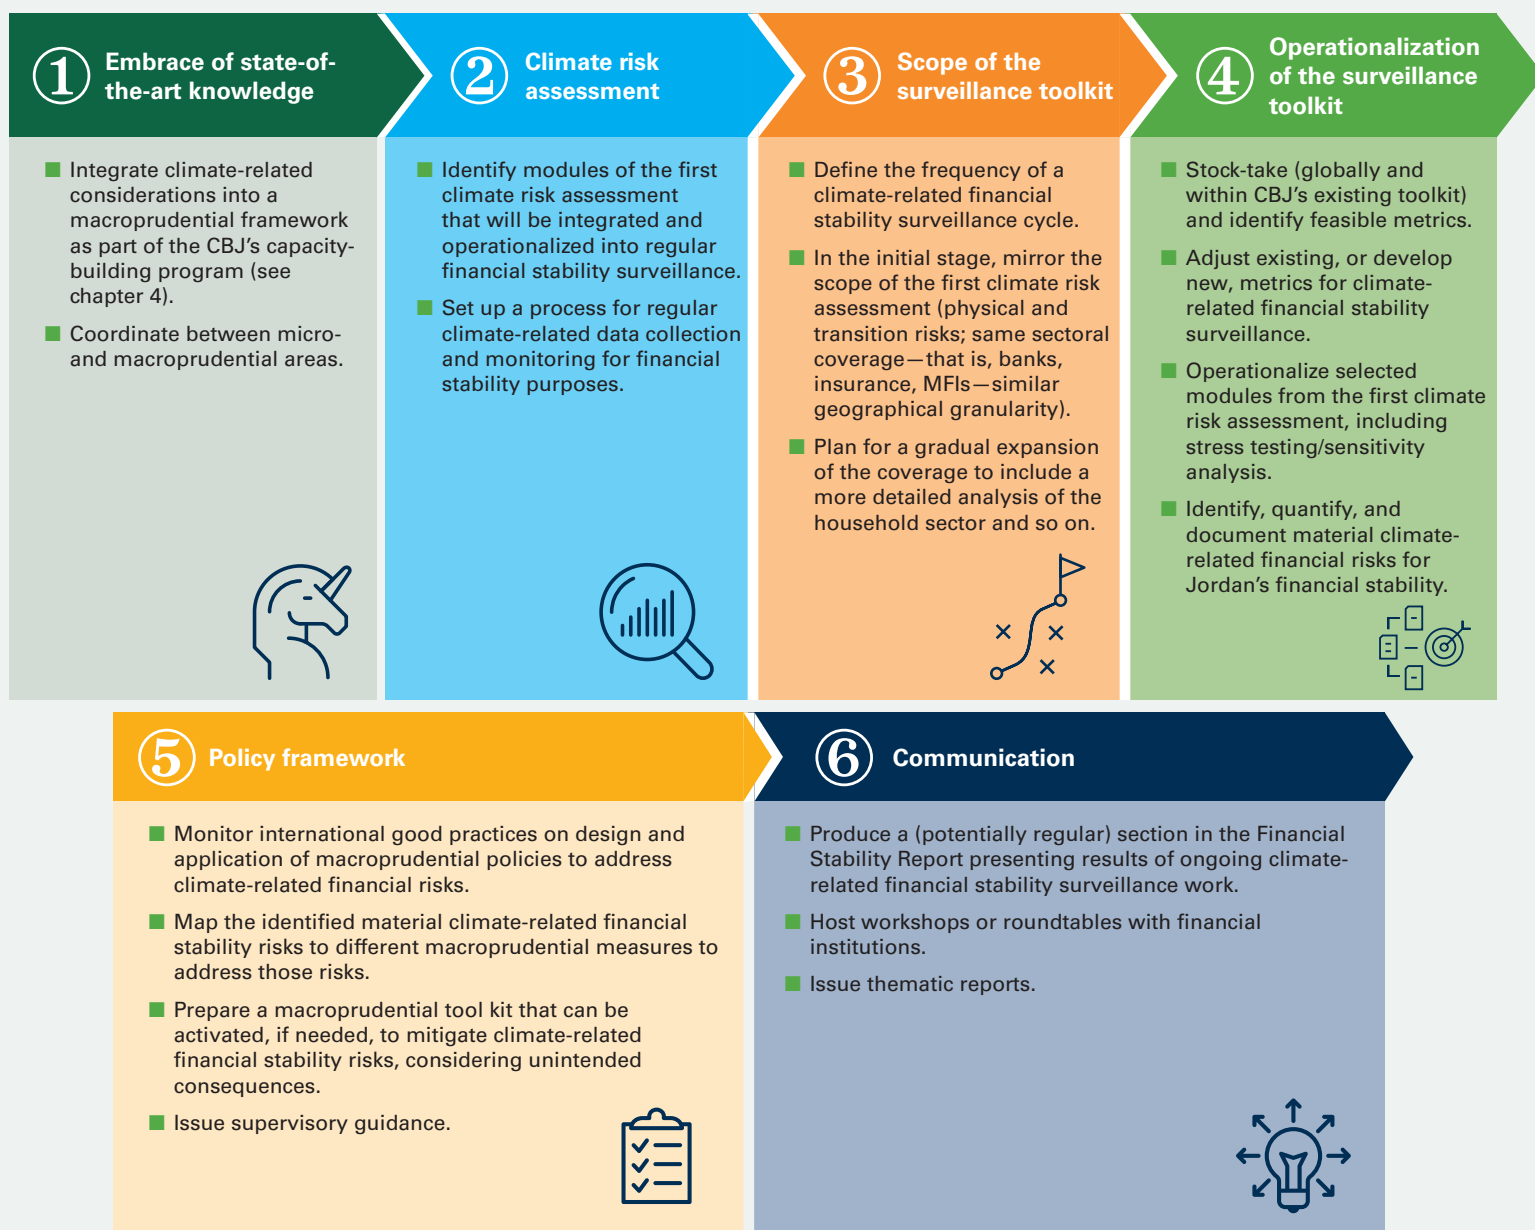 1
Embrace of state-of-
the-art knowledge
■ Integrate climate-related
considerations into a
macroprudential framework
as part of the CBJ’s capacity-
building program (see
chapter 4).
■ Coordinate between micro-
and macroprudential areas.
2
Climate risk
assessment
■ Identify modules of the first
climate risk assessment
that will be integrated and
operationalized into regular
financial stability surveillance.
■ Set up a process for regular
climate-related data collection
and monitoring for financial
stability purposes.
3
Scope of the
surveillance toolkit
■ Define the frequency of a
climate-related financial
stability surveillance cycle.
■ In the initial stage, mirror the
scope of the first climate risk
assessment (physical and
transition risks; same sectoral
coverage—that is, banks,
insurance, MFIs—similar
geographical granularity).
■ Plan for a gradual expansion
of the coverage to include a
more detailed analysis of the
household sector and so on.
4
Operationalization
of the surveillance
toolkit
■ Stock-take (globally and
within CBJ’s existing toolkit)
and identify feasible metrics.
■ Adjust existing, or develop
new, metrics for climate-
related financial stability
surveillance.
■ Operationalize selected
modules from the first climate
risk assessment, including
stress testing/sensitivity
analysis.
■ Identify, quantify, and
document material climate-
related financial risks for
Jordan’s financial stability.
5
Policy framework
■ Monitor international good practices on design and
application of macroprudential policies to address
climate-related financial risks.
■ Map the identified material climate-related financial
stability risks to different macroprudential measures to
address those risks.
■ Prepare a macroprudential tool kit that can be
activated, if needed, to mitigate climate-related
financial stability risks, considering unintended
consequences.
■ Issue supervisory guidance.
6
Communication
■ Produce a (potentially regular) section in the Financial
Stability Report presenting results of ongoing climate-
related financial stability surveillance work.
■ Host workshops or roundtables with financial
institutions.
■ Issue thematic reports.